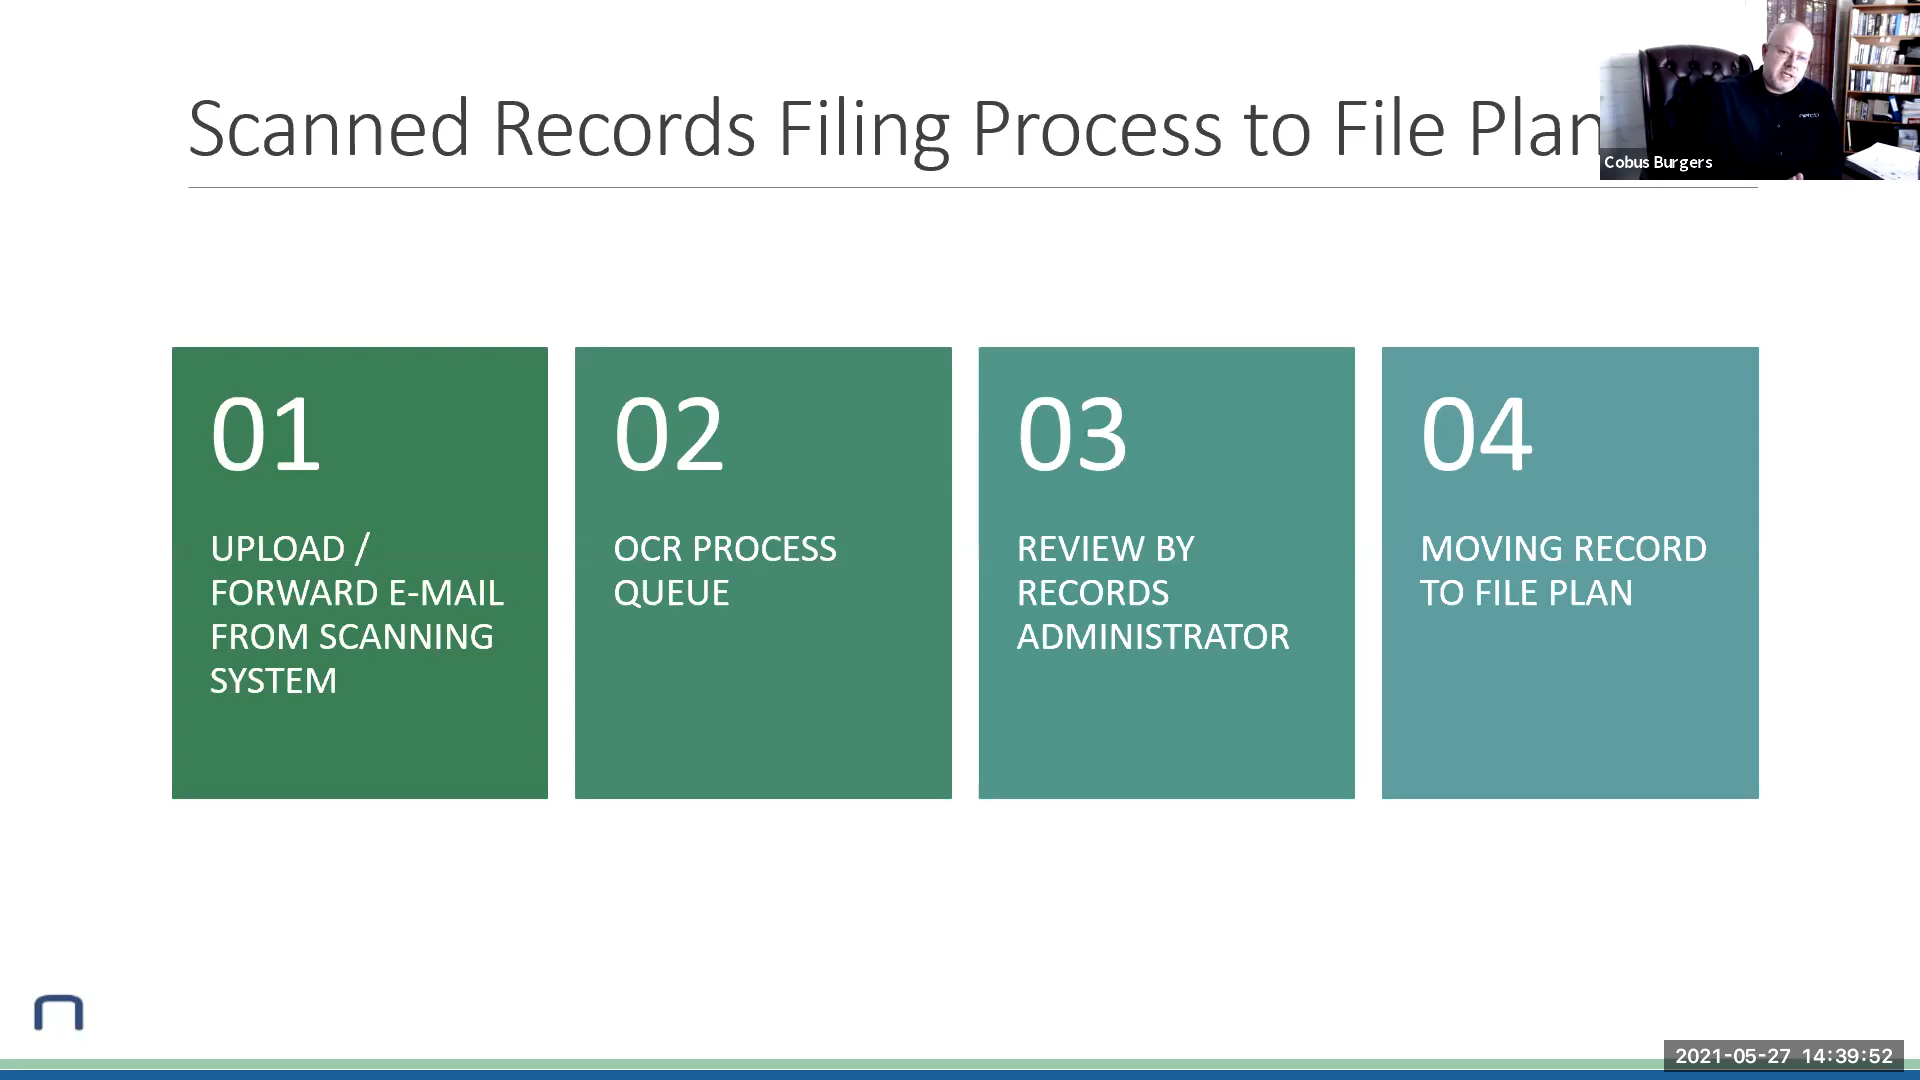 Scanned Records Filing Process to File Plan
Cobus Burgers
01
UPLOAD /
FORWARD E-MAIL
FROM SCANNING
SYSTEM
02
OCR PROCESS
QUEUE
03
REVIEW BY
RECORDS
ADMINISTRATOR
04
MOVING RECORD
TO FILE PLAN
2021-05-27 14:39:52